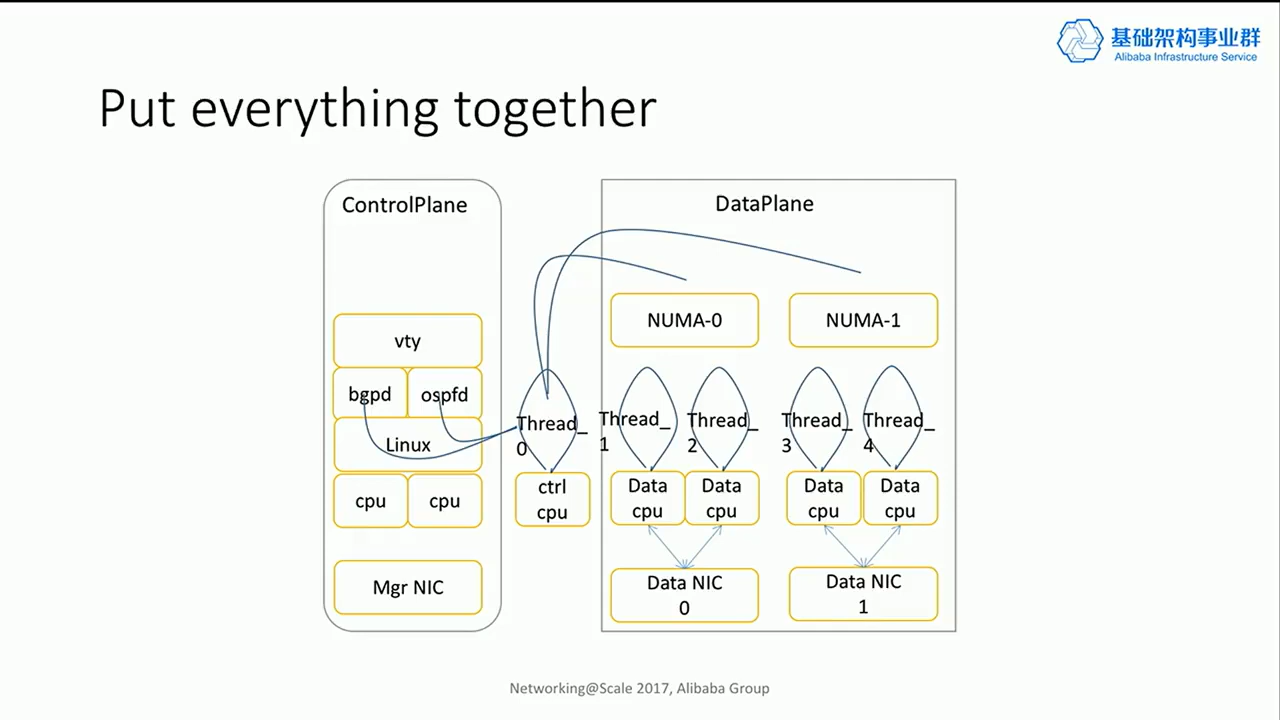 基础架构事业群
Alibaba Infrastructure Service
Put everything together
ControlPlane
DataPlane
NUMA-0
NUMA-1
vty
bgpd
ospfd
Linux
cpu
cpu
Mgr NIC
Thread_
0
ctrl
cpu
Thread_
1
Thread_
2
Thread_
3
Thread_
4
Data
cpu
Data
cpu
Data
cpu
Data
cpu
Data NIC
0
Data NIC
1
Networking@Scale 2017, Alibaba Group